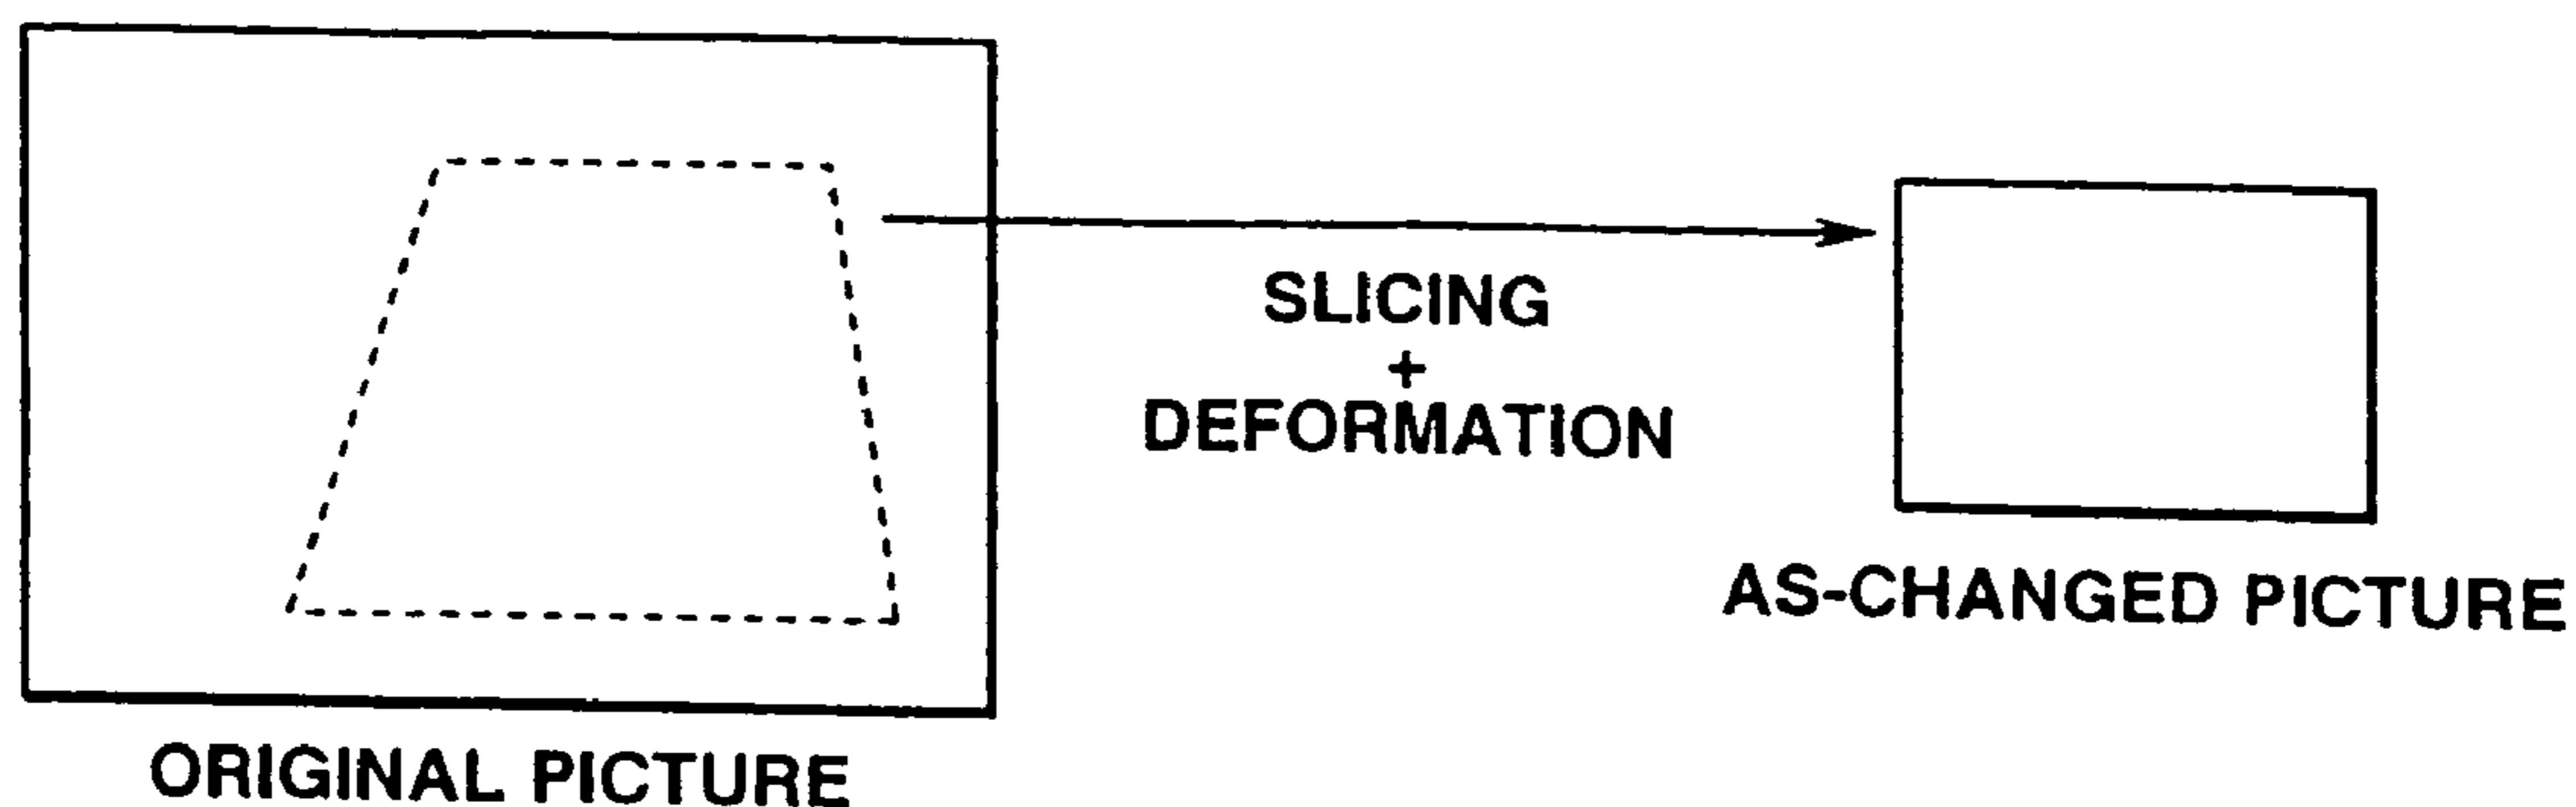 SLICING
+
DEFORMATION
AS-CHANGED PICTURE
ORIGINAL PICTURE